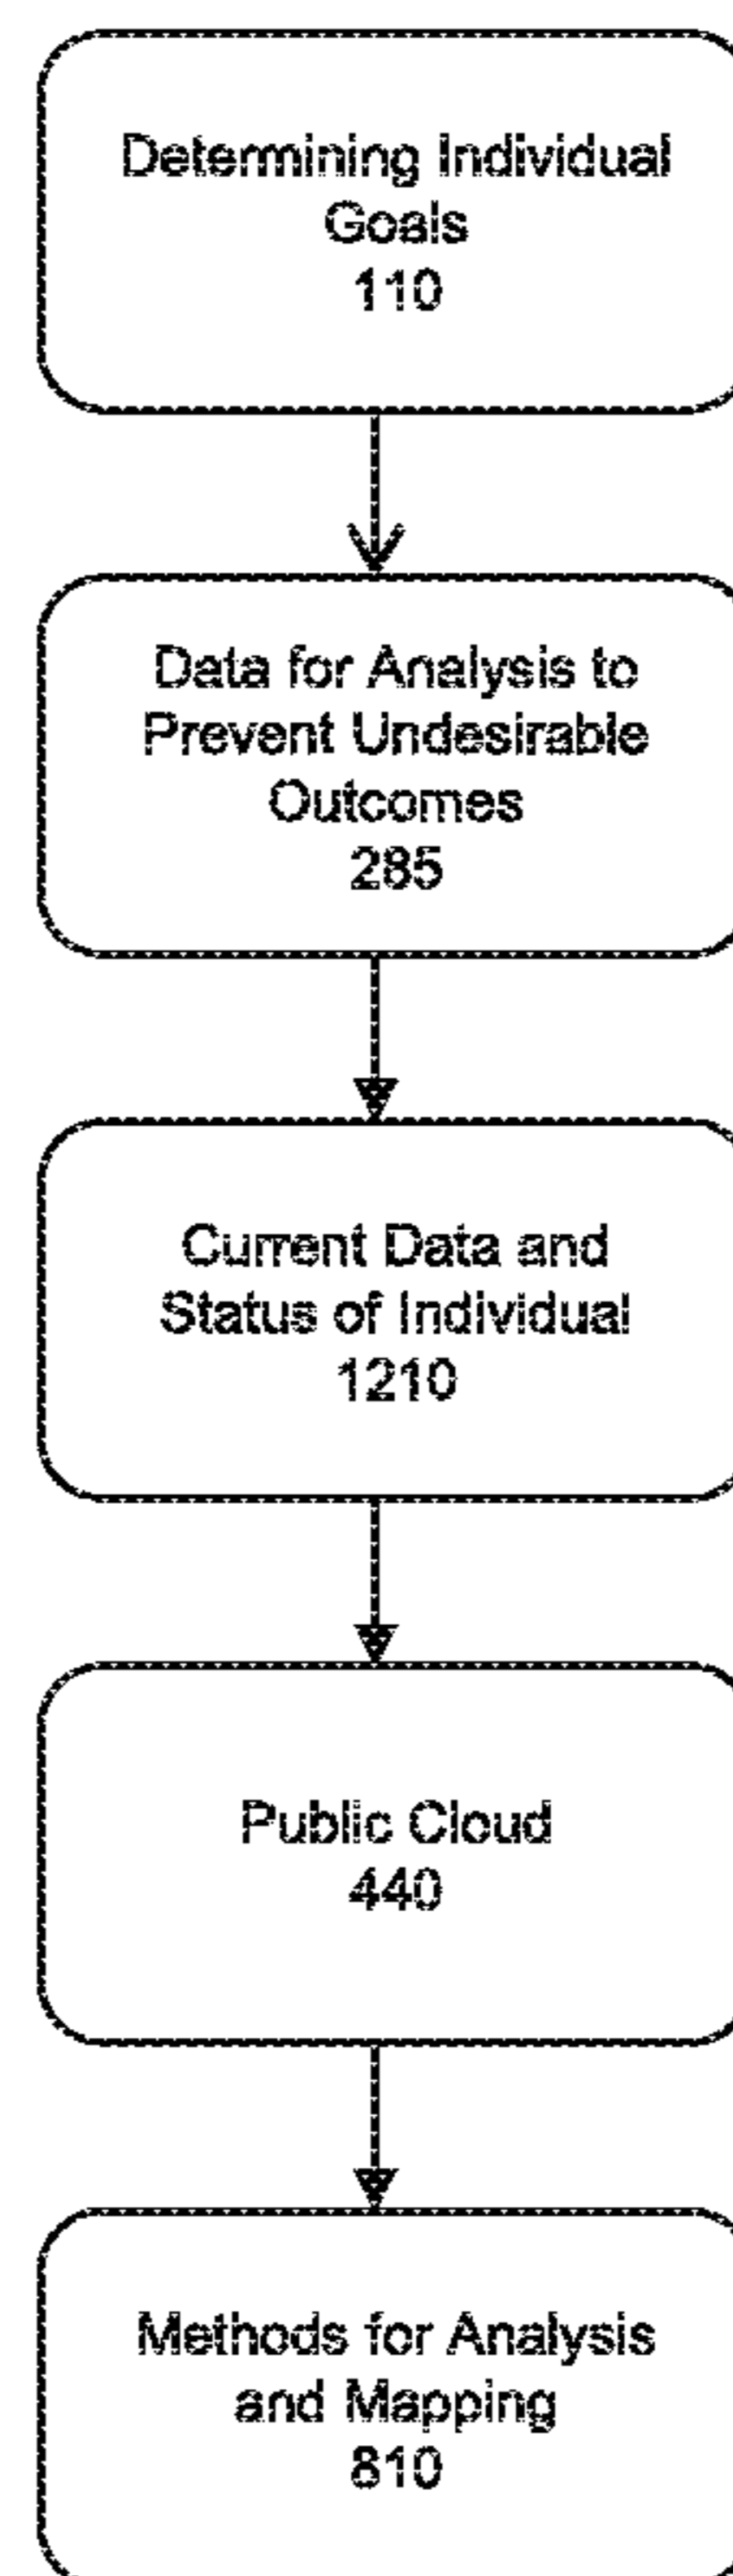 Determining Individual
Goals
110
Data for Analysis to
Prevent Undesirable
Outcomes
285
Current Data and
Status of Individual
1210
Public Cloud
440
Methods for Analysis
and Mapping
810